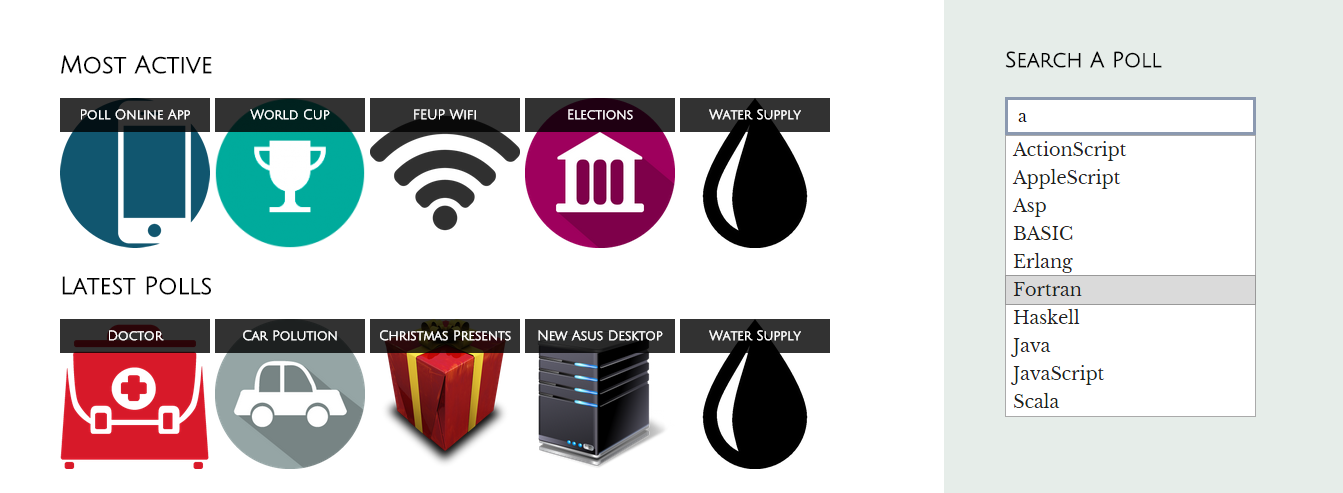 Most Active
Poll Online App
World Cup
FEUP Wifi
Elections
Water Supply
Latest Polls
Doctor
Car Polution
Christmas Presents
New Asus Desktop
Water Supply
Search A Poll
a
ActionScript
AppleScript
Asp
BASIC
Erlang
Fortran
Haskell
Java
JavaScript
Scala